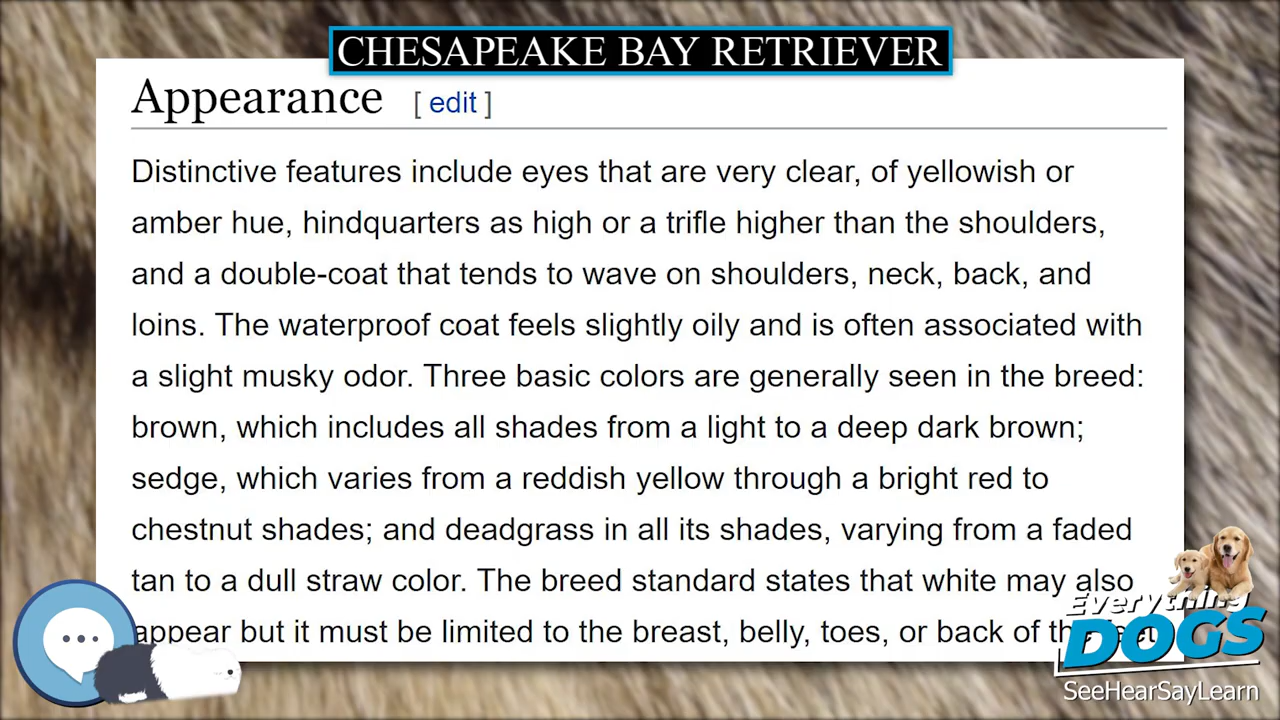 CHESAPEAKE BAY RETRIEVER
Appearance [ edit ]
Distinctive features include eyes that are very clear, of yellowish or
amber hue, hindquarters as high or a trifle higher than the shoulders,
and a double-coat that tends to wave on shoulders, neck, back, and
loins. The waterproof coat feels slightly oily and is often associated with
a slight musky odor. Three basic colors are generally seen in the breed:
brown, which includes all shades from a light to a deep dark brown;
sedge, which varies from a reddish yellow through a bright red to
chestnut shades; and deadgrass in all its shades, varying from a faded
tan to a dull straw color. The breed standard states that white may also
appear but it must be limited to the breast, belly, toes, or back of the feet
Everything
DOGS
SeeHearSayLearn